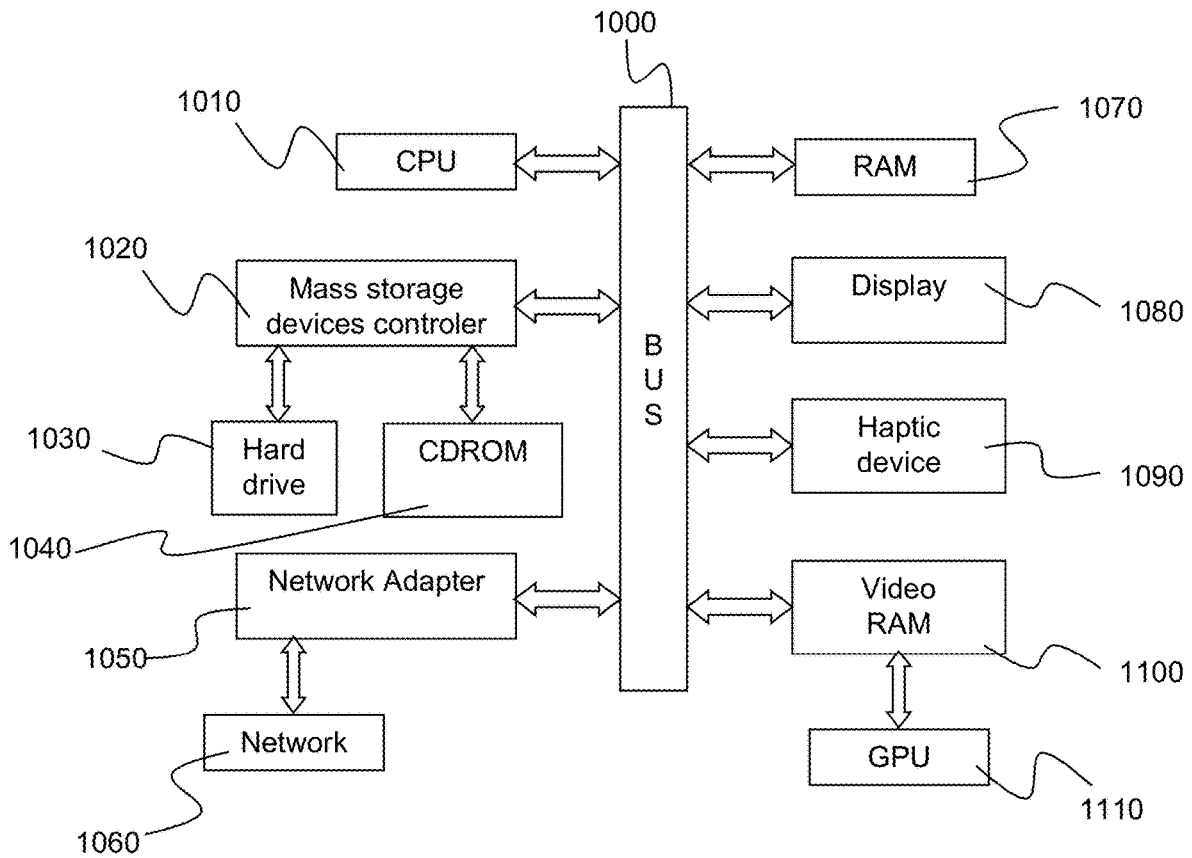 1000
1010
CPU
1070
RAM
1020
Mass storage
devices controler
Display
1080
B
U
S
1030
Hard
drive
CDROM
Haptic
device
1090
1040
Network Adapter
1050
Video
RAM
1100
Network
1060
GPU
1110